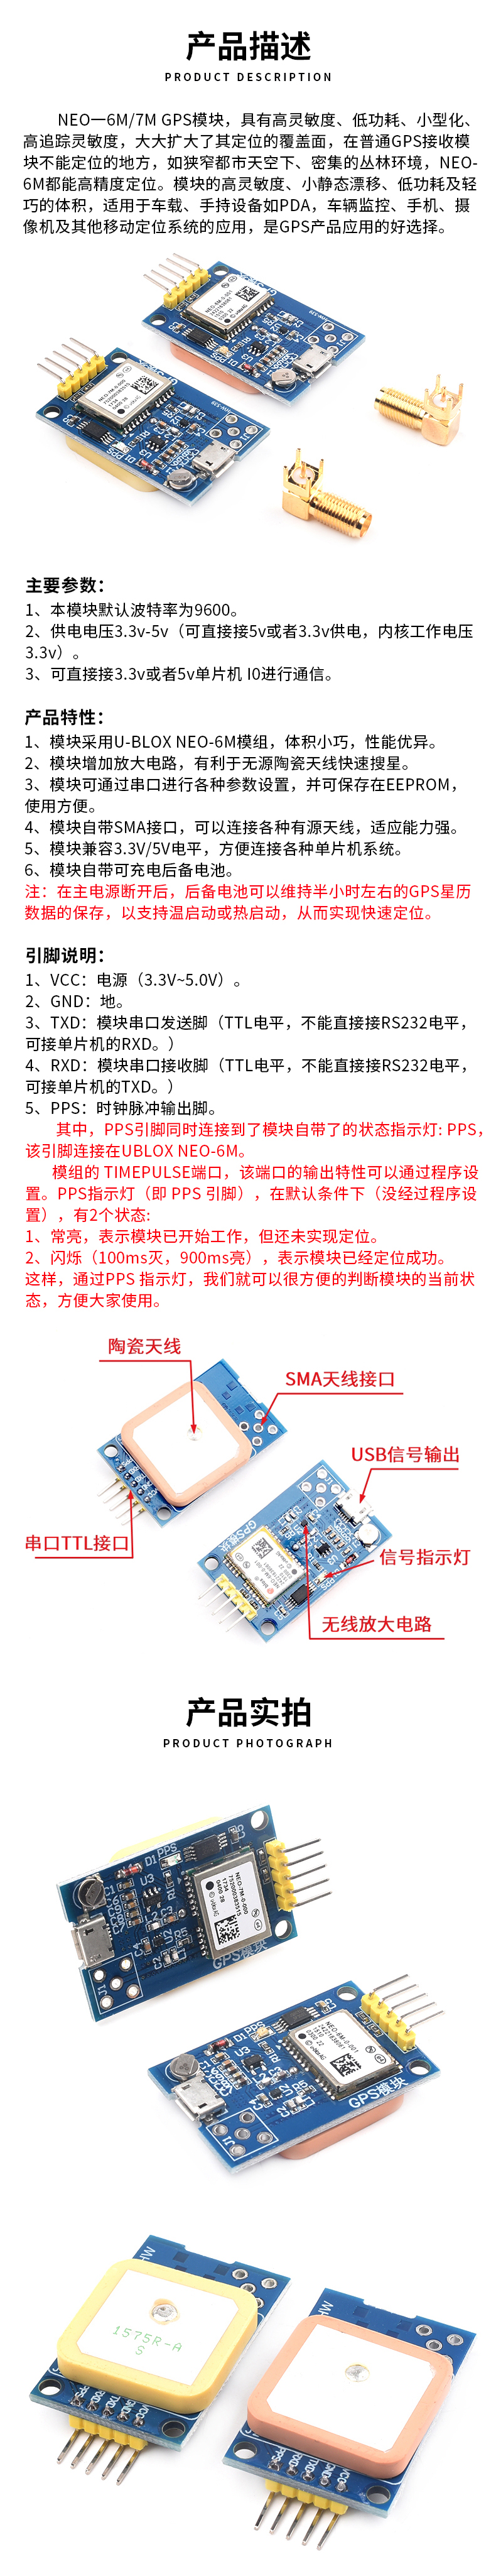 产品描述
PRODUCT DESCRIPTION
NEO一6M/7M GPS模块，具有高灵敏度、低功耗、小型化、
高追踪灵敏度，大大扩大了其定位的覆盖面，在普通GPS接收模
块不能定位的地方，如狭窄都市天空下、密集的丛林环境，NEO-
6M都能高精度定位。模块的高灵敏度、小静态漂移、低功耗及轻
巧的体积，适用于车载、手持设备如PDA，车辆监控、手机、摄
像机及其他移动定位系统的应用，是GPS产品应用的好选择。
主要参数：
1、本模块默认波特率为9600。
2、供电电压3.3v-5v（可直接接5v或者3.3v供电，内核工作电压
3.3v）。
3、可直接接3.3v或者5v单片机 I0进行通信。
产品特性：
1、模块采用U-BLOX NEO-6M模组，体积小巧，性能优异。
2、模块增加放大电路，有利于无源陶瓷天线快速搜星。
3、模块可通过串口进行各种参数设置，并可保存在EEPROM，
使用方便。
4、模块自带SMA接口，可以连接各种有源天线，适应能力强。
5、模块兼容3.3V/5V电平，方便连接各种单片机系统。
6、模块自带可充电后备电池。
注：在主电源断开后，后备电池可以维持半小时左右的GPS星历
数据的保存，以支持温启动或热启动，从而实现快速定位。
引脚说明：
1、VCC：电源（3.3V~5.0V）。
2、GND：地。
3、TXD：模块串口发送脚（TTL电平，不能直接接RS232电平，
可接单片机的RXD。）
4、RXD：模块串口接收脚（TTL电平，不能直接接RS232电平，
可接单片机的TXD。）
5、PPS：时钟脉冲输出脚。
其中，PPS引脚同时连接到了模块自带了的状态指示灯: PPS，
该引脚连接在UBLOX NEO-6M。
模组的 TIMEPULSE端口，该端口的输出特性可以通过程序设
置。PPS指示灯（即 PPS 引脚），在默认条件下（没经过程序设
置），有2个状态:
1、常亮，表示模块已开始工作，但还未实现定位。
2、闪烁（100ms灭，900ms亮），表示模块已经定位成功。
这样，通过PPS 指示灯，我们就可以很方便的判断模块的当前状
态，方便大家使用。
陶瓷天线
SMA天线接口
USB信号输出
串口TTL接口
信号指示灯
无线放大电路
GPS模块
产品实拍
PRODUCT PHOTOGRAPH
D1 PPS
U3
NEO-7M-0-000
GPS模块
J1
D1 PPS
U3
NEO-6M-0-001
GPS模块
J1
HW
1575R-A
S
HW